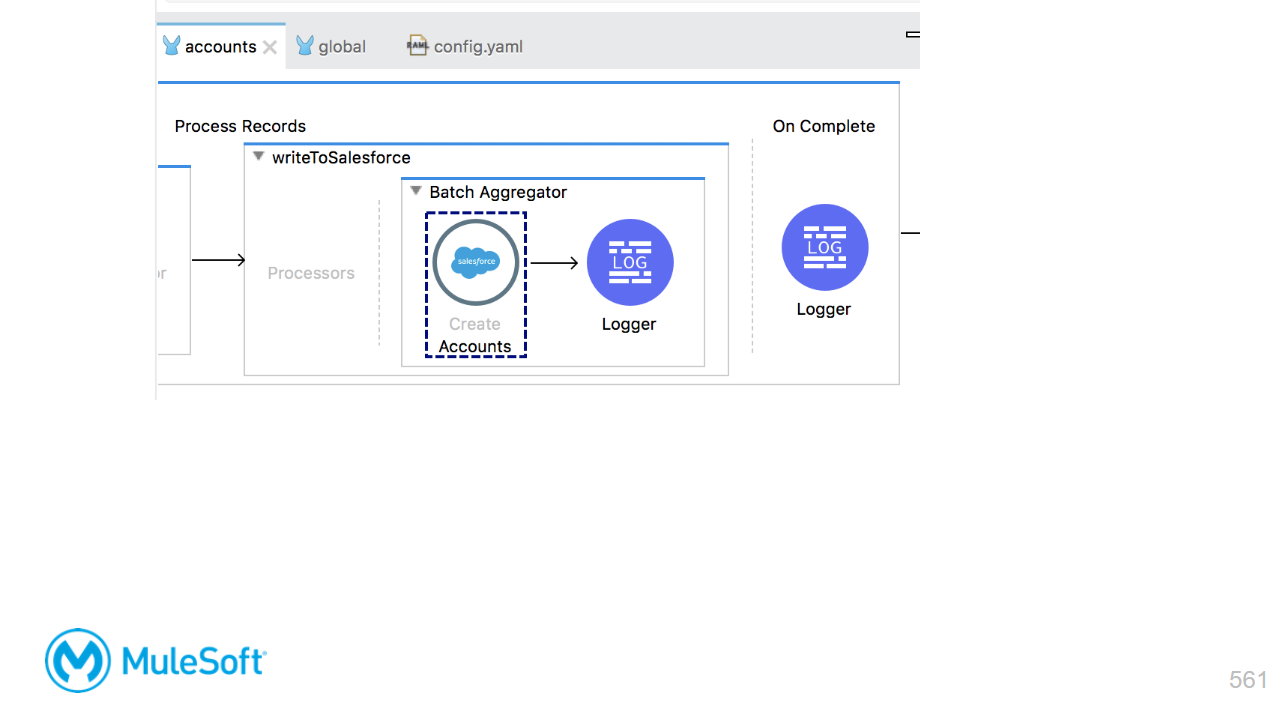 accounts
global
RAML
config.yaml
Process Records
On Complete
writeToSalesforce
Batch Aggregator
salesforce
LOG
LOG
or
Processors
Logger
Create
Accounts
Logger
MuleSoft
561